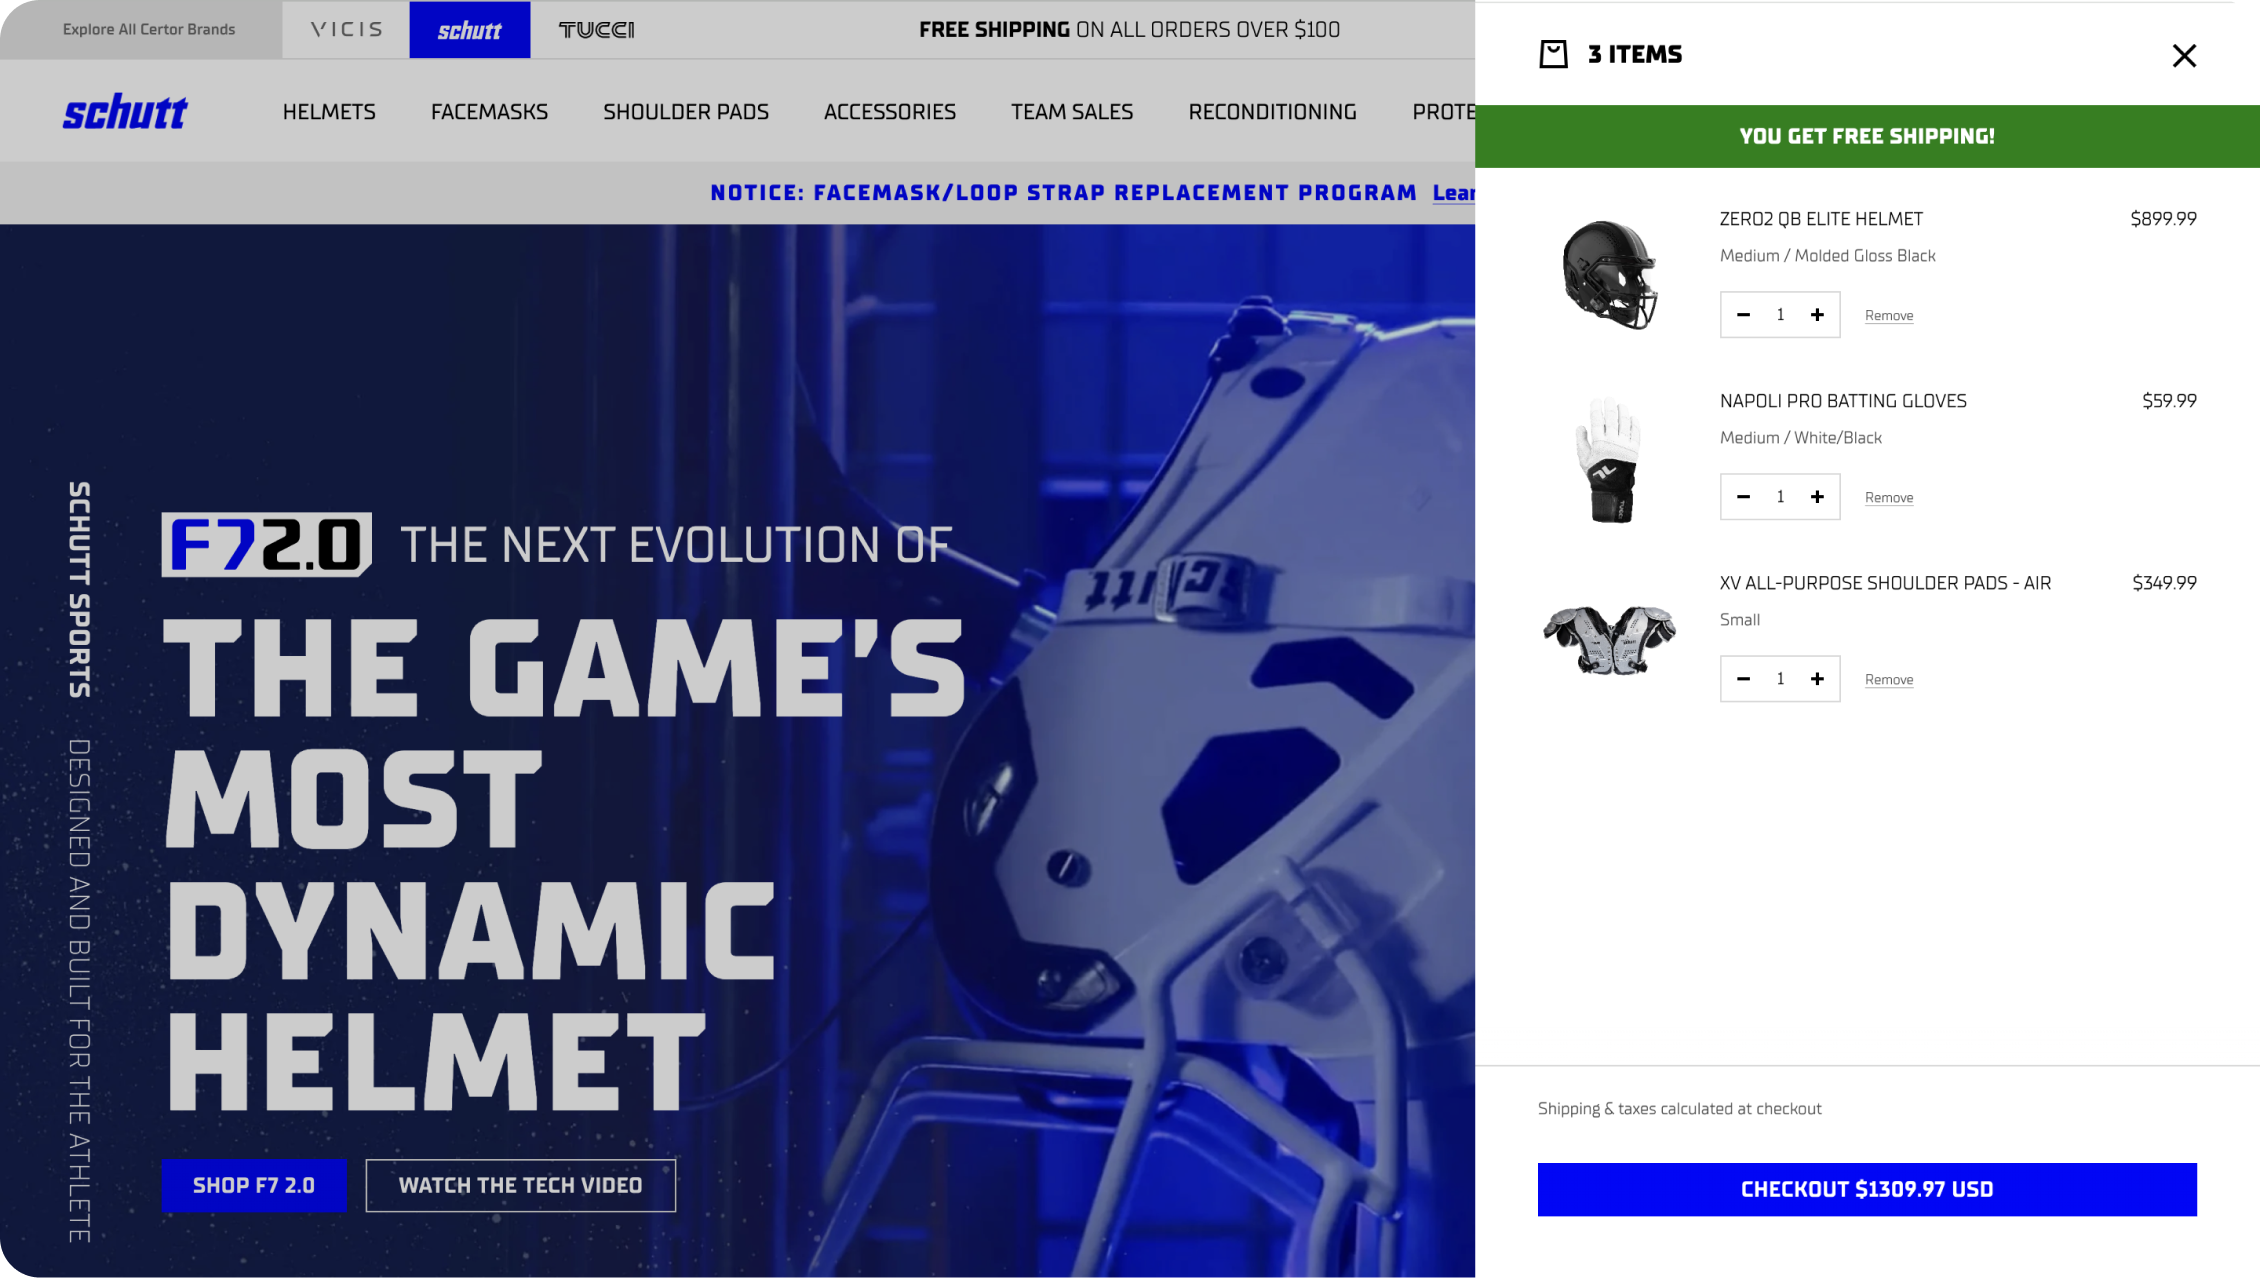 Explore All Certor Brands
VICIS
schutt
TUCCI
FREE SHIPPING ON ALL ORDERS OVER $100
schutt
HELMETS
FACEMASKS
SHOULDER PADS
ACCESSORIES
TEAM SALES
RECONDITIONING
PROTE
NOTICE: FACEMASK/LOOP STRAP REPLACEMENT PROGRAM Lear
SCHUTT SPORTS DESIGNED AND BUILT FOR THE ATHLETE
F7 2.0 THE NEXT EVOLUTION OF
THE GAME'S
MOST
DYNAMIC
HELMET
SHOP F7 2.0
WATCH THE TECH VIDEO
3 ITEMS
YOU GET FREE SHIPPING!
ZERO2 QB ELITE HELMET $899.99
Medium / Molded Gloss Black
1 Remove
NAPOLI PRO BATTING GLOVES $59.99
Medium / White/Black
1 Remove
XV ALL-PURPOSE SHOULDER PADS - AIR $349.99
Small
1 Remove
Shipping & taxes calculated at checkout
CHECKOUT $1309.97 USD